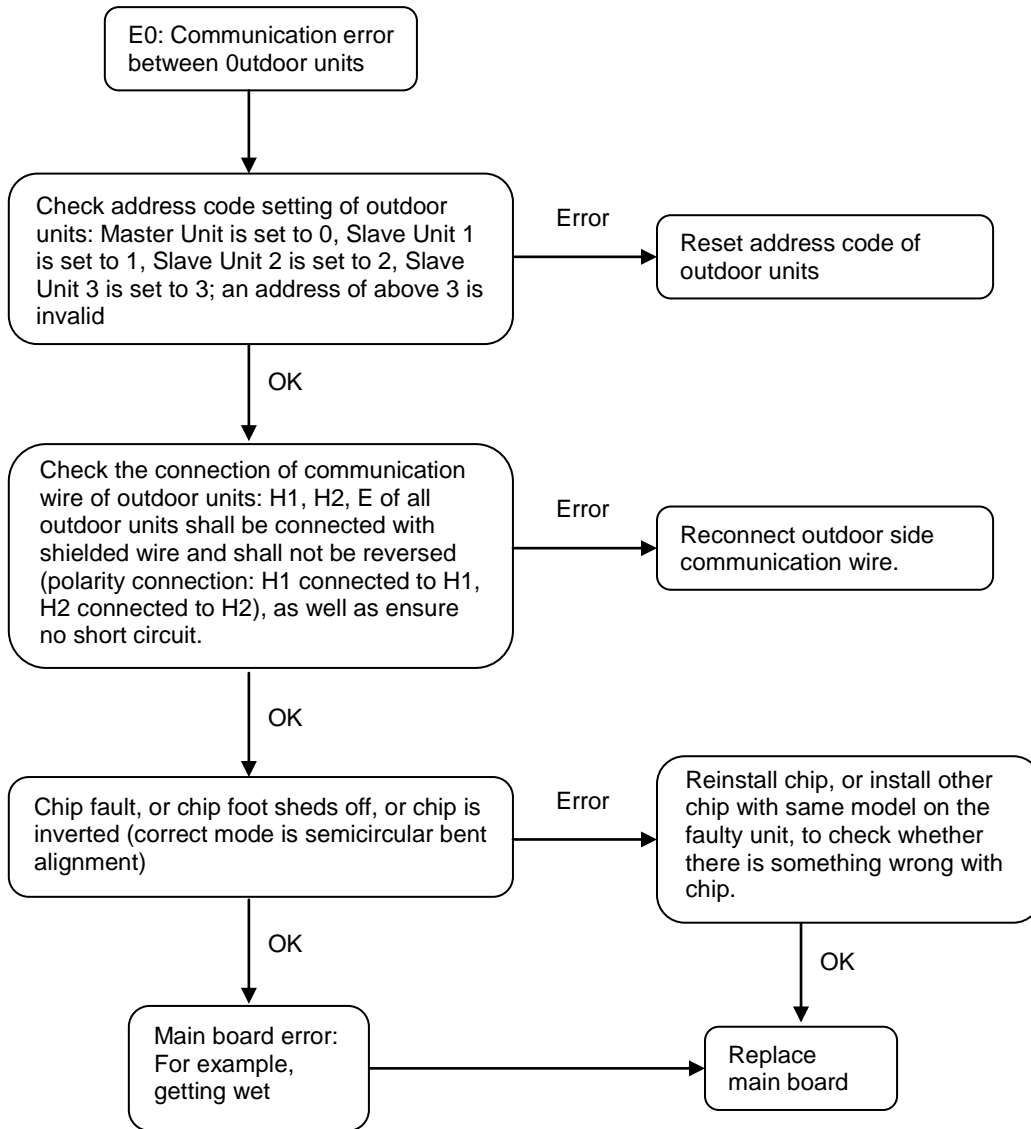 E0: Communication error
between 0utdoor units
Check address code setting of outdoor
units: Master Unit is set to 0, Slave Unit 1
is set to 1, Slave Unit 2 is set to 2, Slave
Unit 3 is set to 3; an address of above 3 is
invalid
Error
Reset address code of
outdoor units
OK
Check the connection of communication
wire of outdoor units: H1, H2, E of all
outdoor units shall be connected with
shielded wire and shall not be reversed
(polarity connection: H1 connected to H1,
H2 connected to H2), as well as ensure
no short circuit.
Error
Reconnect outdoor side
communication wire.
OK
Chip fault, or chip foot sheds off, or chip is
inverted (correct mode is semicircular bent
alignment)
Error
Reinstall chip, or install other
chip with same model on the
faulty unit, to check whether
there is something wrong with
chip.
OK
OK
Main board error:
For example,
getting wet
Replace
main board